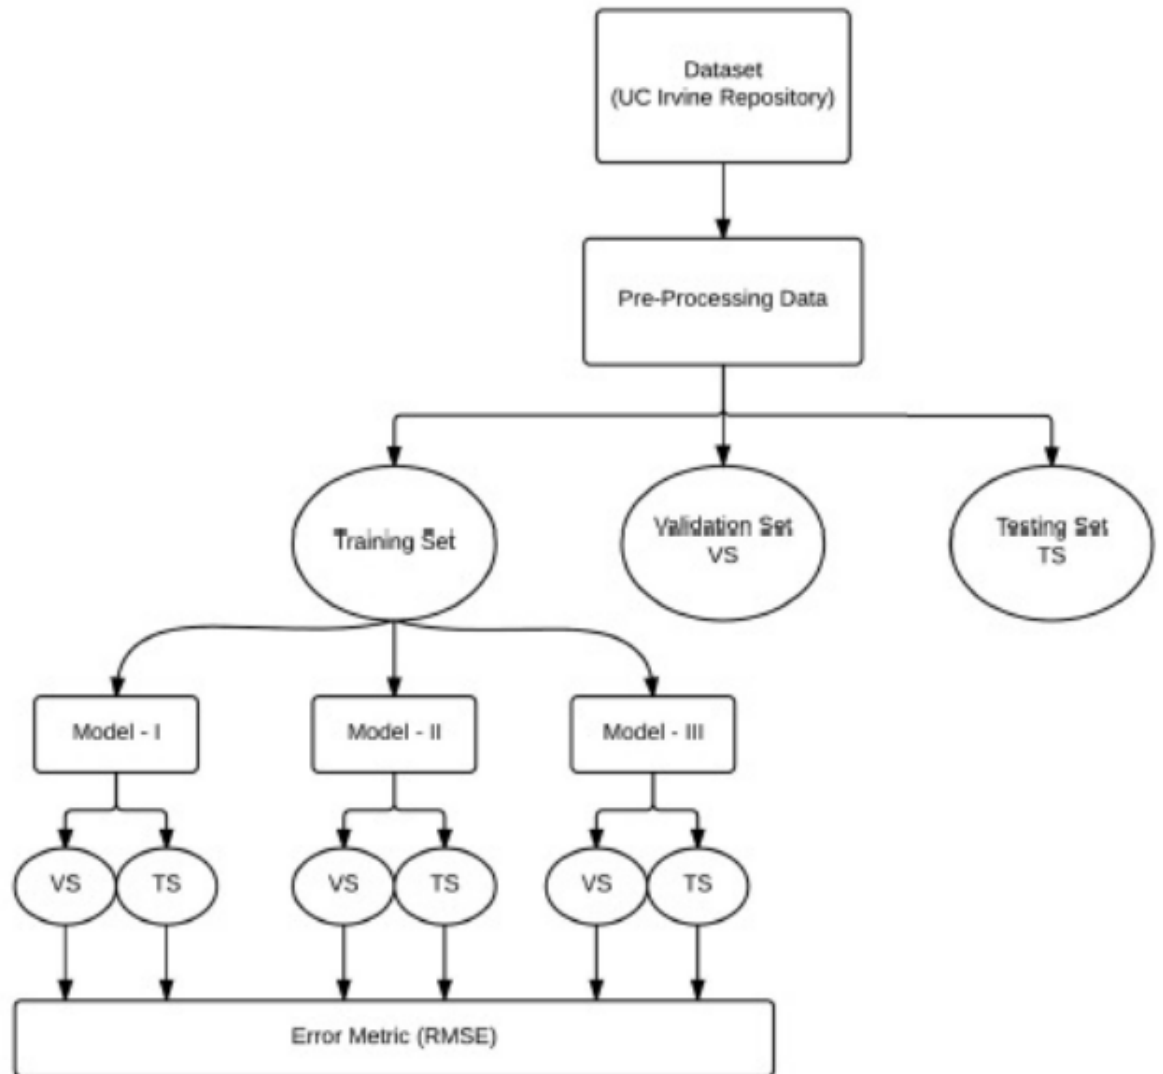 Dataset
(UC Irvine Repository)
Pre-Processing Data
Training Set
Validation Set
VS
Testing Set
TS
Model - I
Model - II
Model - III
VS
TS
VS
TS
VS
TS
Error Metric (RMSE)